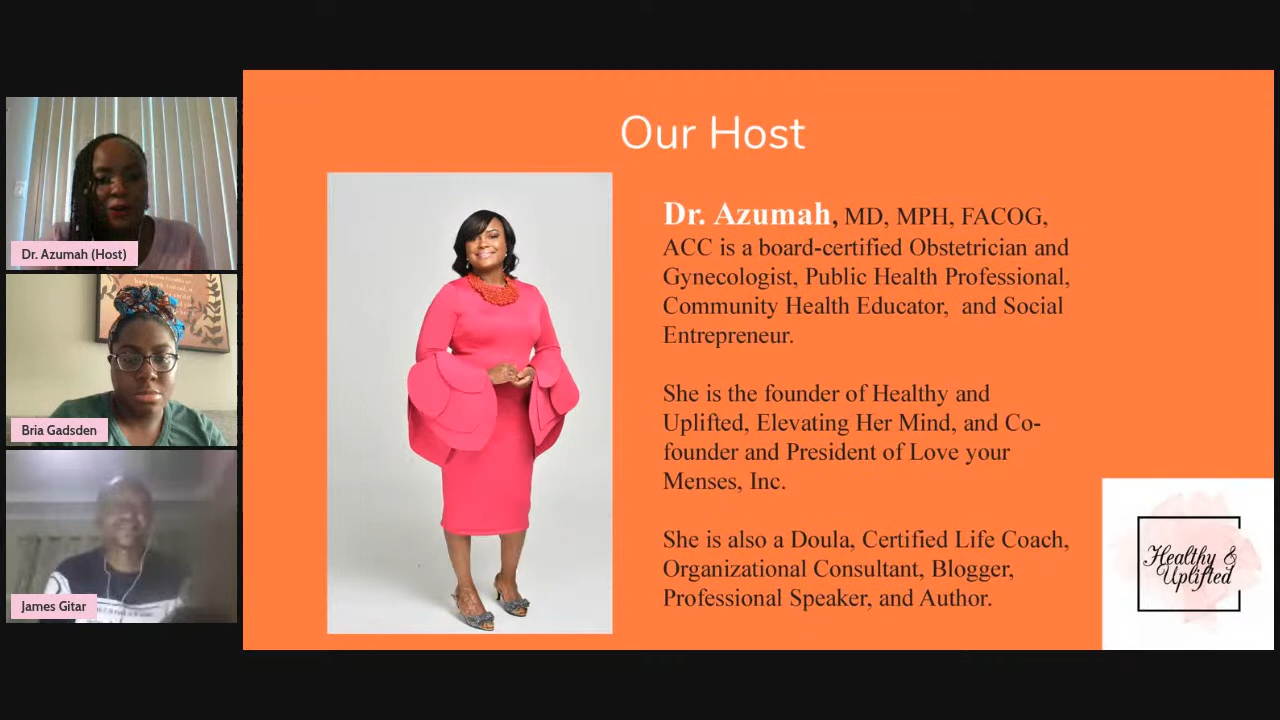 Our Host
Dr. Azumah, MD, MPH, FACOG,
ACC is a board-certified Obstetrician and
Gynecologist, Public Health Professional,
Community Health Educator,  and Social
Entrepreneur.
She is the founder of Healthy and
Uplifted, Elevating Her Mind, and Co-
founder and President of Love your
Menses, Inc.
She is also a Doula, Certified Life Coach,
Organizational Consultant, Blogger,
Professional Speaker, and Author.
Healthy &
Uplifted
Dr. Azumah (Host)
Bria Gadsden
James Gitar